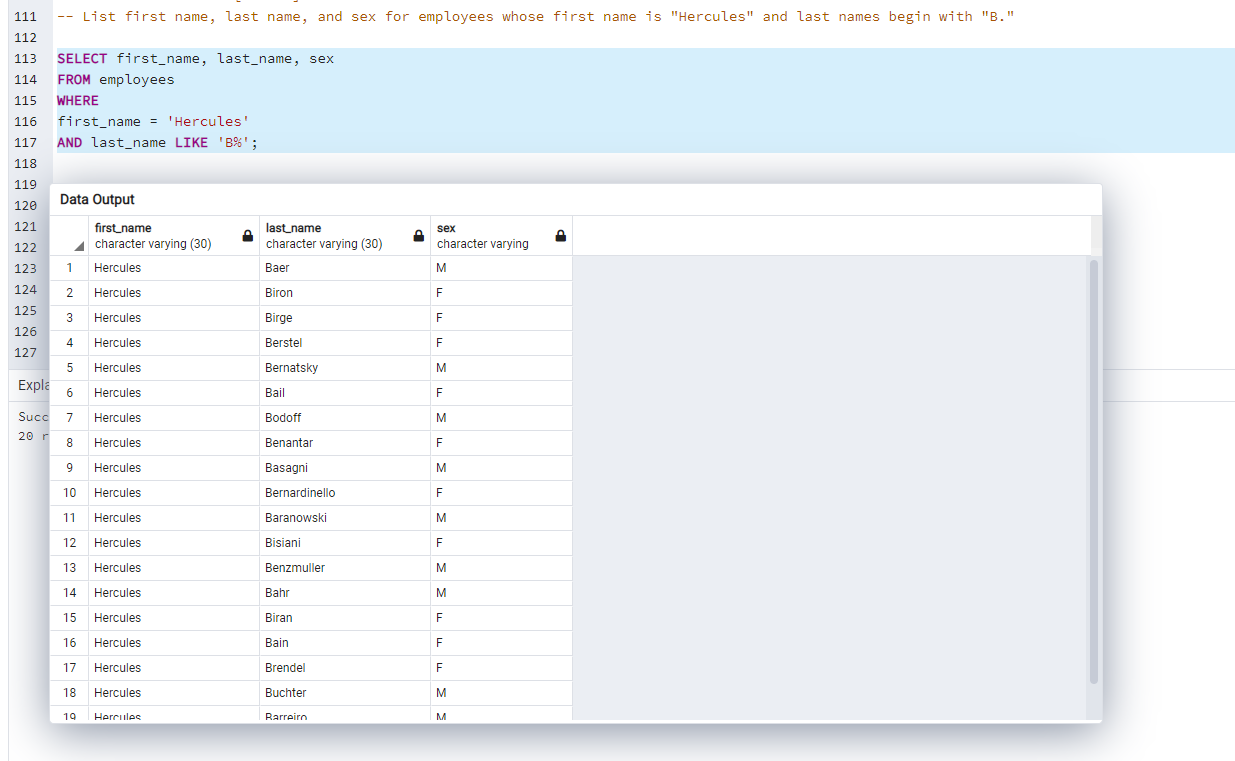 111 -- List first name, last name, and sex for employees whose first name is "Hercules" and last names begin with "B."
112
113 SELECT first_name, last_name, sex
114 FROM employees
115 WHERE
116 first_name = 'Hercules'
117 AND last_name LIKE 'B%';
118
119
Data Output
120
121
first_name last_name sex
122
character varying (30) character varying (30) character varying
123
1 Hercules Baer M
124
2 Hercules Biron F
125
3 Hercules Birge F
126
4 Hercules Berstel F
127
5 Hercules Bernatsky M
Expla
6 Hercules Bail F
Succ
7 Hercules Bodoff M
20 r
8 Hercules Benantar F
9 Hercules Basagni M
10 Hercules Bernardinello F
11 Hercules Baranowski M
12 Hercules Bisiani F
13 Hercules Benzmuller M
14 Hercules Bahr M
15 Hercules Biran F
16 Hercules Bain F
17 Hercules Brendel F
18 Hercules Buchter M
19 Hercules Barreiro M